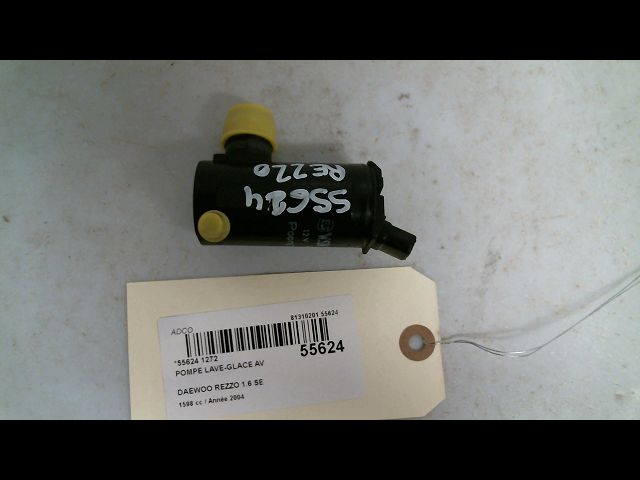 REZZO
55624
12V
ADCO
81310201 55624
*55624 1272
55624
POMPE LAVE-GLACE AV
DAEWOO REZZO 1.6 SE
1598 cc / Année 2004